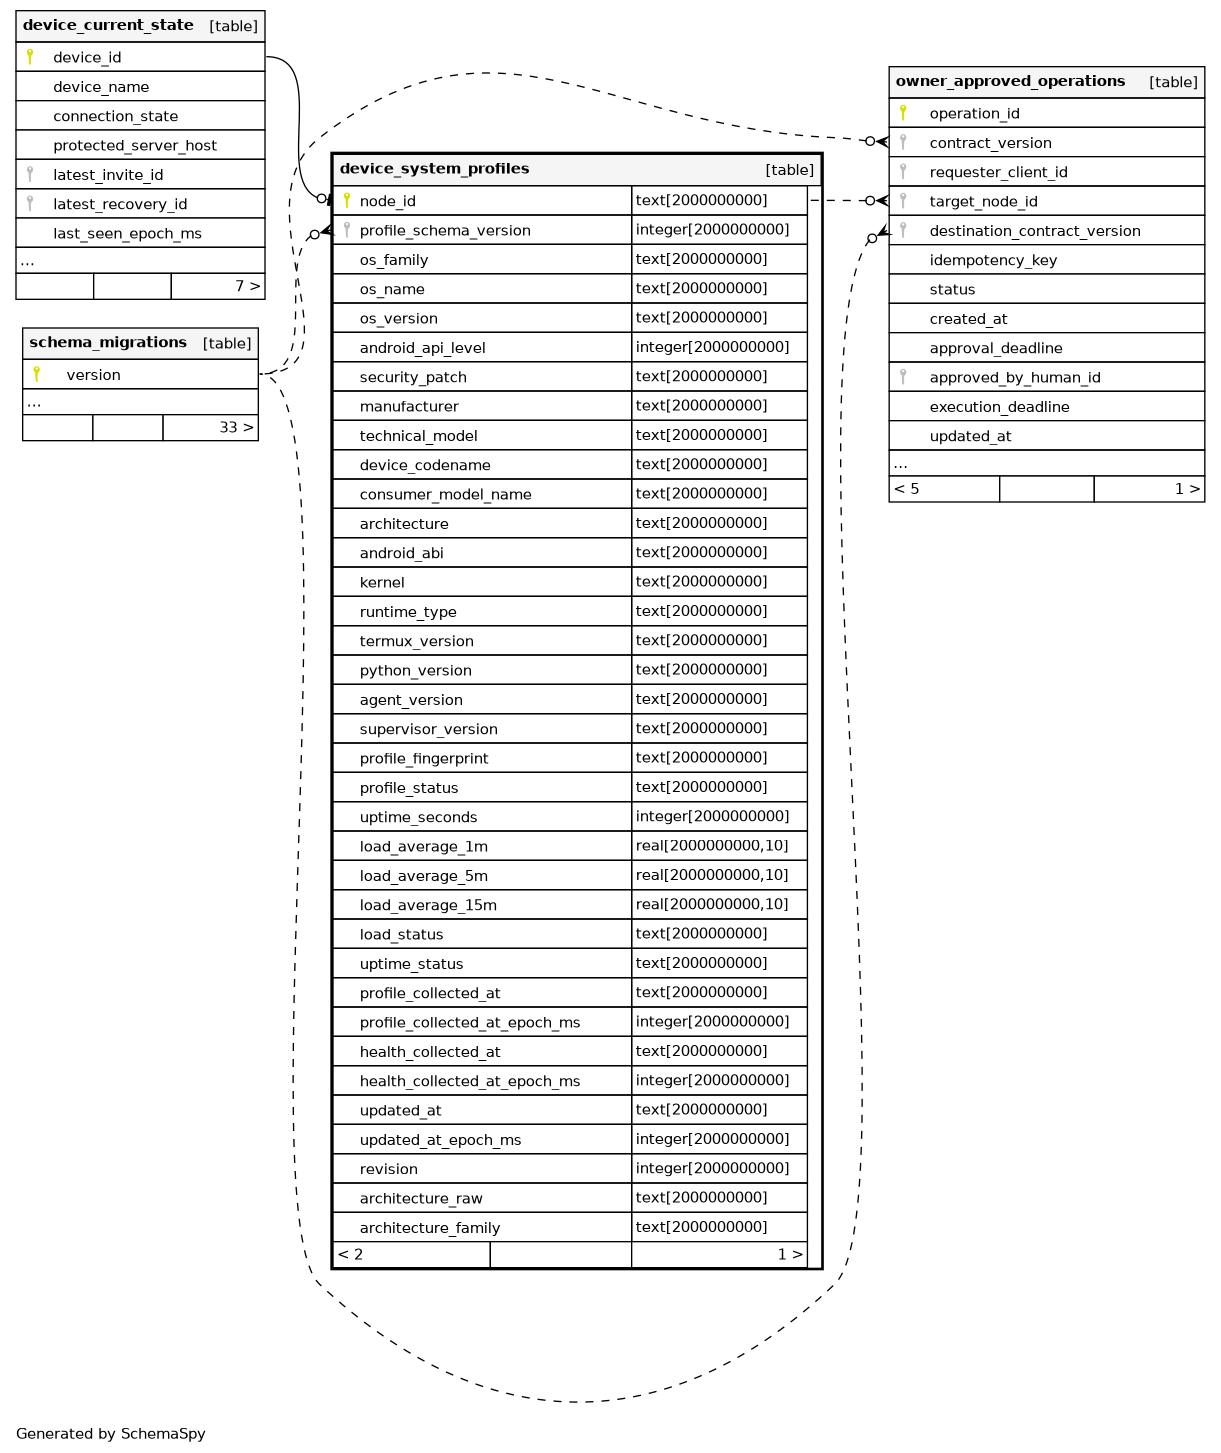 device_current_state [table]
device_id
device_name
connection_state
protected_server_host
latest_invite_id
latest_recovery_id
last_seen_epoch_ms
...
7 >
schema_migrations [table]
version
...
33 >
device_system_profiles [table]
node_id text[2000000000]
profile_schema_version integer[2000000000]
os_family text[2000000000]
os_name text[2000000000]
os_version text[2000000000]
android_api_level integer[2000000000]
security_patch text[2000000000]
manufacturer text[2000000000]
technical_model text[2000000000]
device_codename text[2000000000]
consumer_model_name text[2000000000]
architecture text[2000000000]
android_abi text[2000000000]
kernel text[2000000000]
runtime_type text[2000000000]
termux_version text[2000000000]
python_version text[2000000000]
agent_version text[2000000000]
supervisor_version text[2000000000]
profile_fingerprint text[2000000000]
profile_status text[2000000000]
uptime_seconds integer[2000000000]
load_average_1m real[2000000000,10]
load_average_5m real[2000000000,10]
load_average_15m real[2000000000,10]
load_status text[2000000000]
uptime_status text[2000000000]
profile_collected_at text[2000000000]
profile_collected_at_epoch_ms integer[2000000000]
health_collected_at text[2000000000]
health_collected_at_epoch_ms integer[2000000000]
updated_at text[2000000000]
updated_at_epoch_ms integer[2000000000]
revision integer[2000000000]
architecture_raw text[2000000000]
architecture_family text[2000000000]
< 2 1 >
owner_approved_operations [table]
operation_id
contract_version
requester_client_id
target_node_id
destination_contract_version
idempotency_key
status
created_at
approval_deadline
approved_by_human_id
execution_deadline
updated_at
...
< 5 1 >
Generated by SchemaSpy